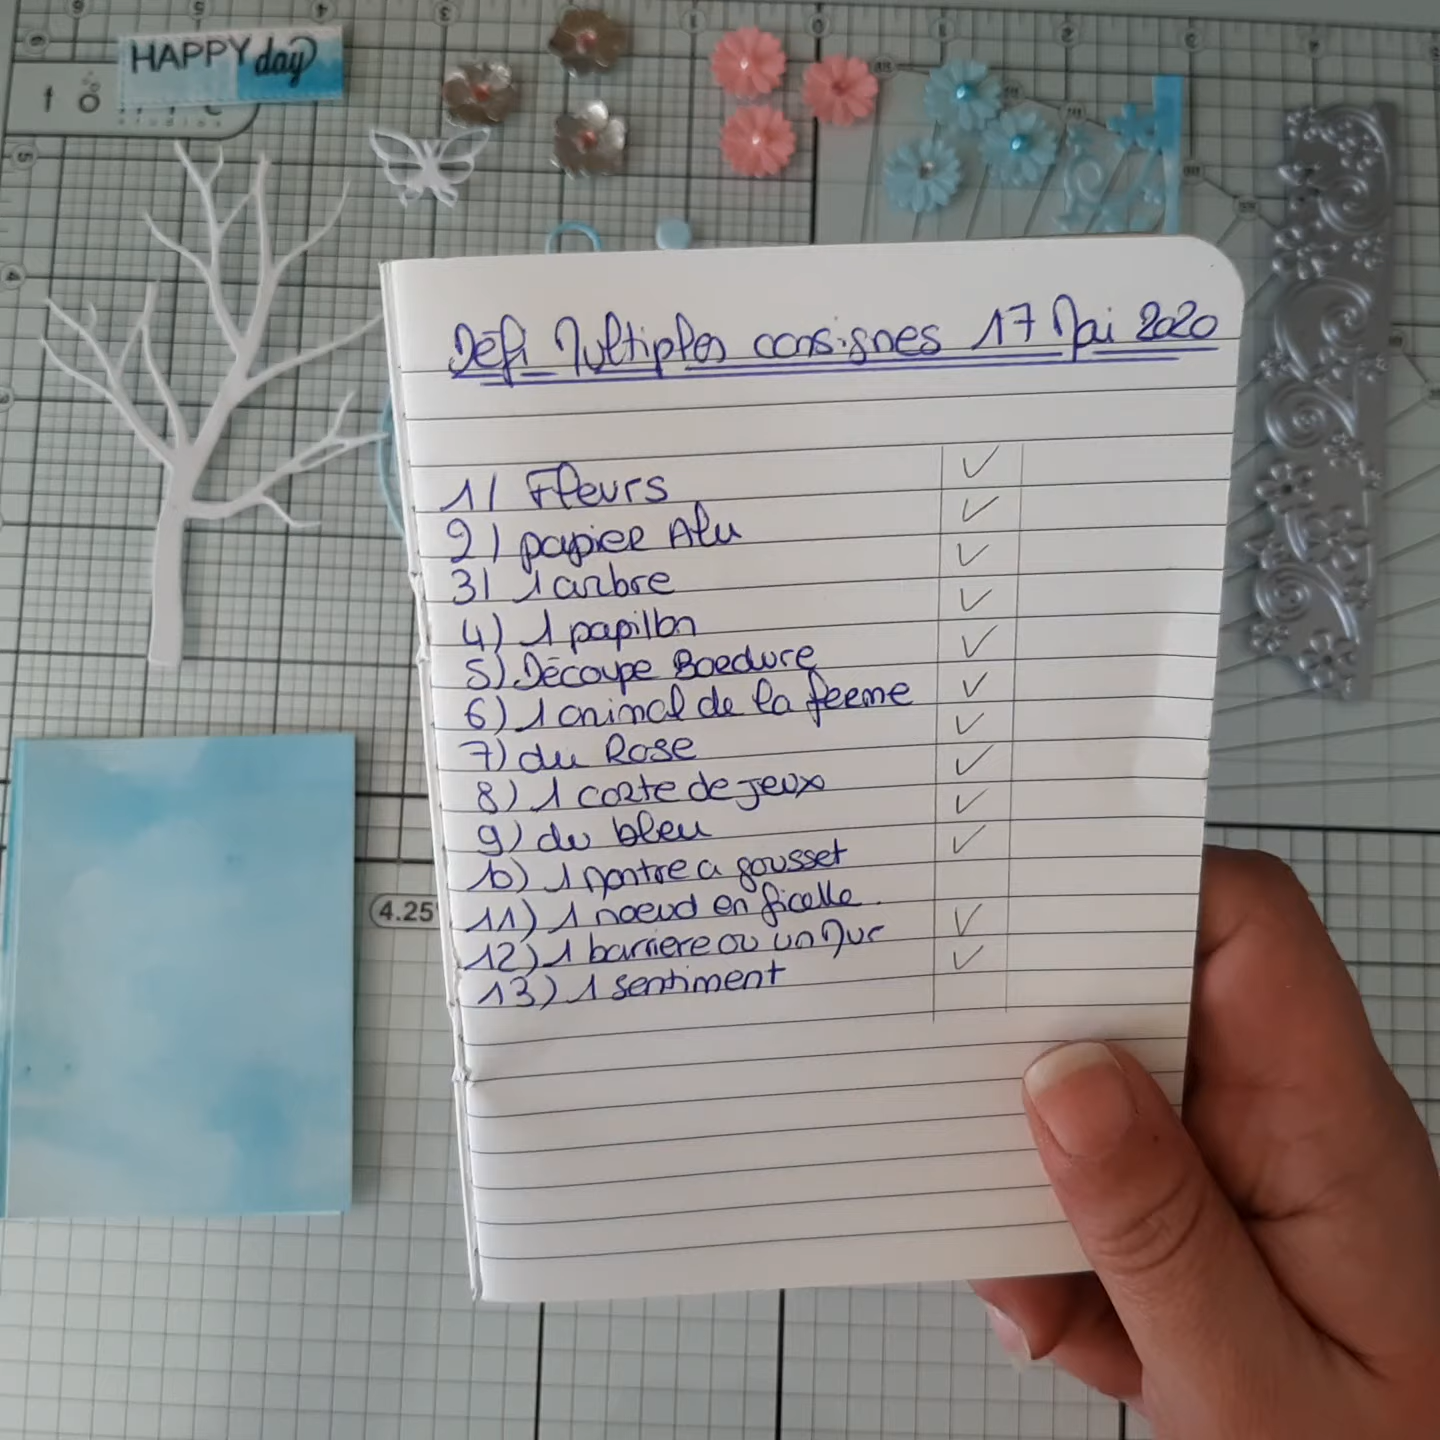 HAPPY day
Défi Multiples consignes 17 Mai 2020
1/ Fleurs
2) papier Alu
3) 1 arbre
4) 1 papillon
5) Découpe Bordure
6) 1 animal de la ferme
7) du Rose
8) 1 carte de jeux
9) du bleu
10) 1 Montre a gousset
11) 1 noeud en ficelle.
12) 1 barriere ou un Mur
13) 1 sentiment
4.25"